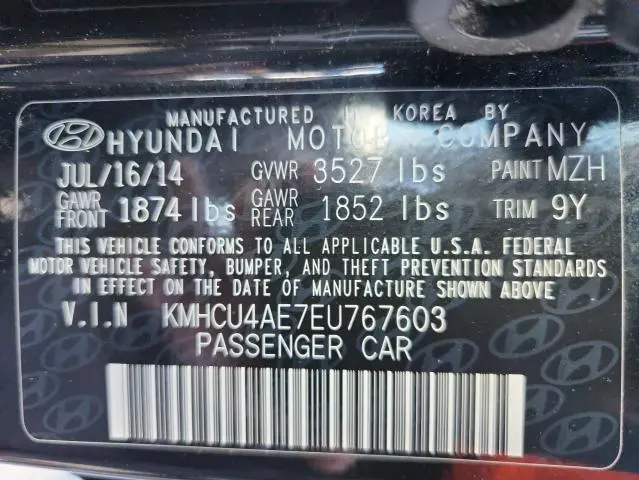 MANUFACTURED IN KOREA BY
HYUNDAI MOTOR COMPANY
JUL/16/14 GVWR 3527 lbs PAINT MZH
GAWR FRONT 1874 lbs GAWR REAR 1852 lbs TRIM 9Y
THIS VEHICLE CONFORMS TO ALL APPLICABLE U.S.A. FEDERAL
MOTOR VEHICLE SAFETY, BUMPER, AND THEFT PREVENTION STANDARDS
IN EFFECT ON THE DATE OF MANUFACTURE SHOWN ABOVE
V.I.N KMHCU4AE7EU767603
PASSENGER CAR